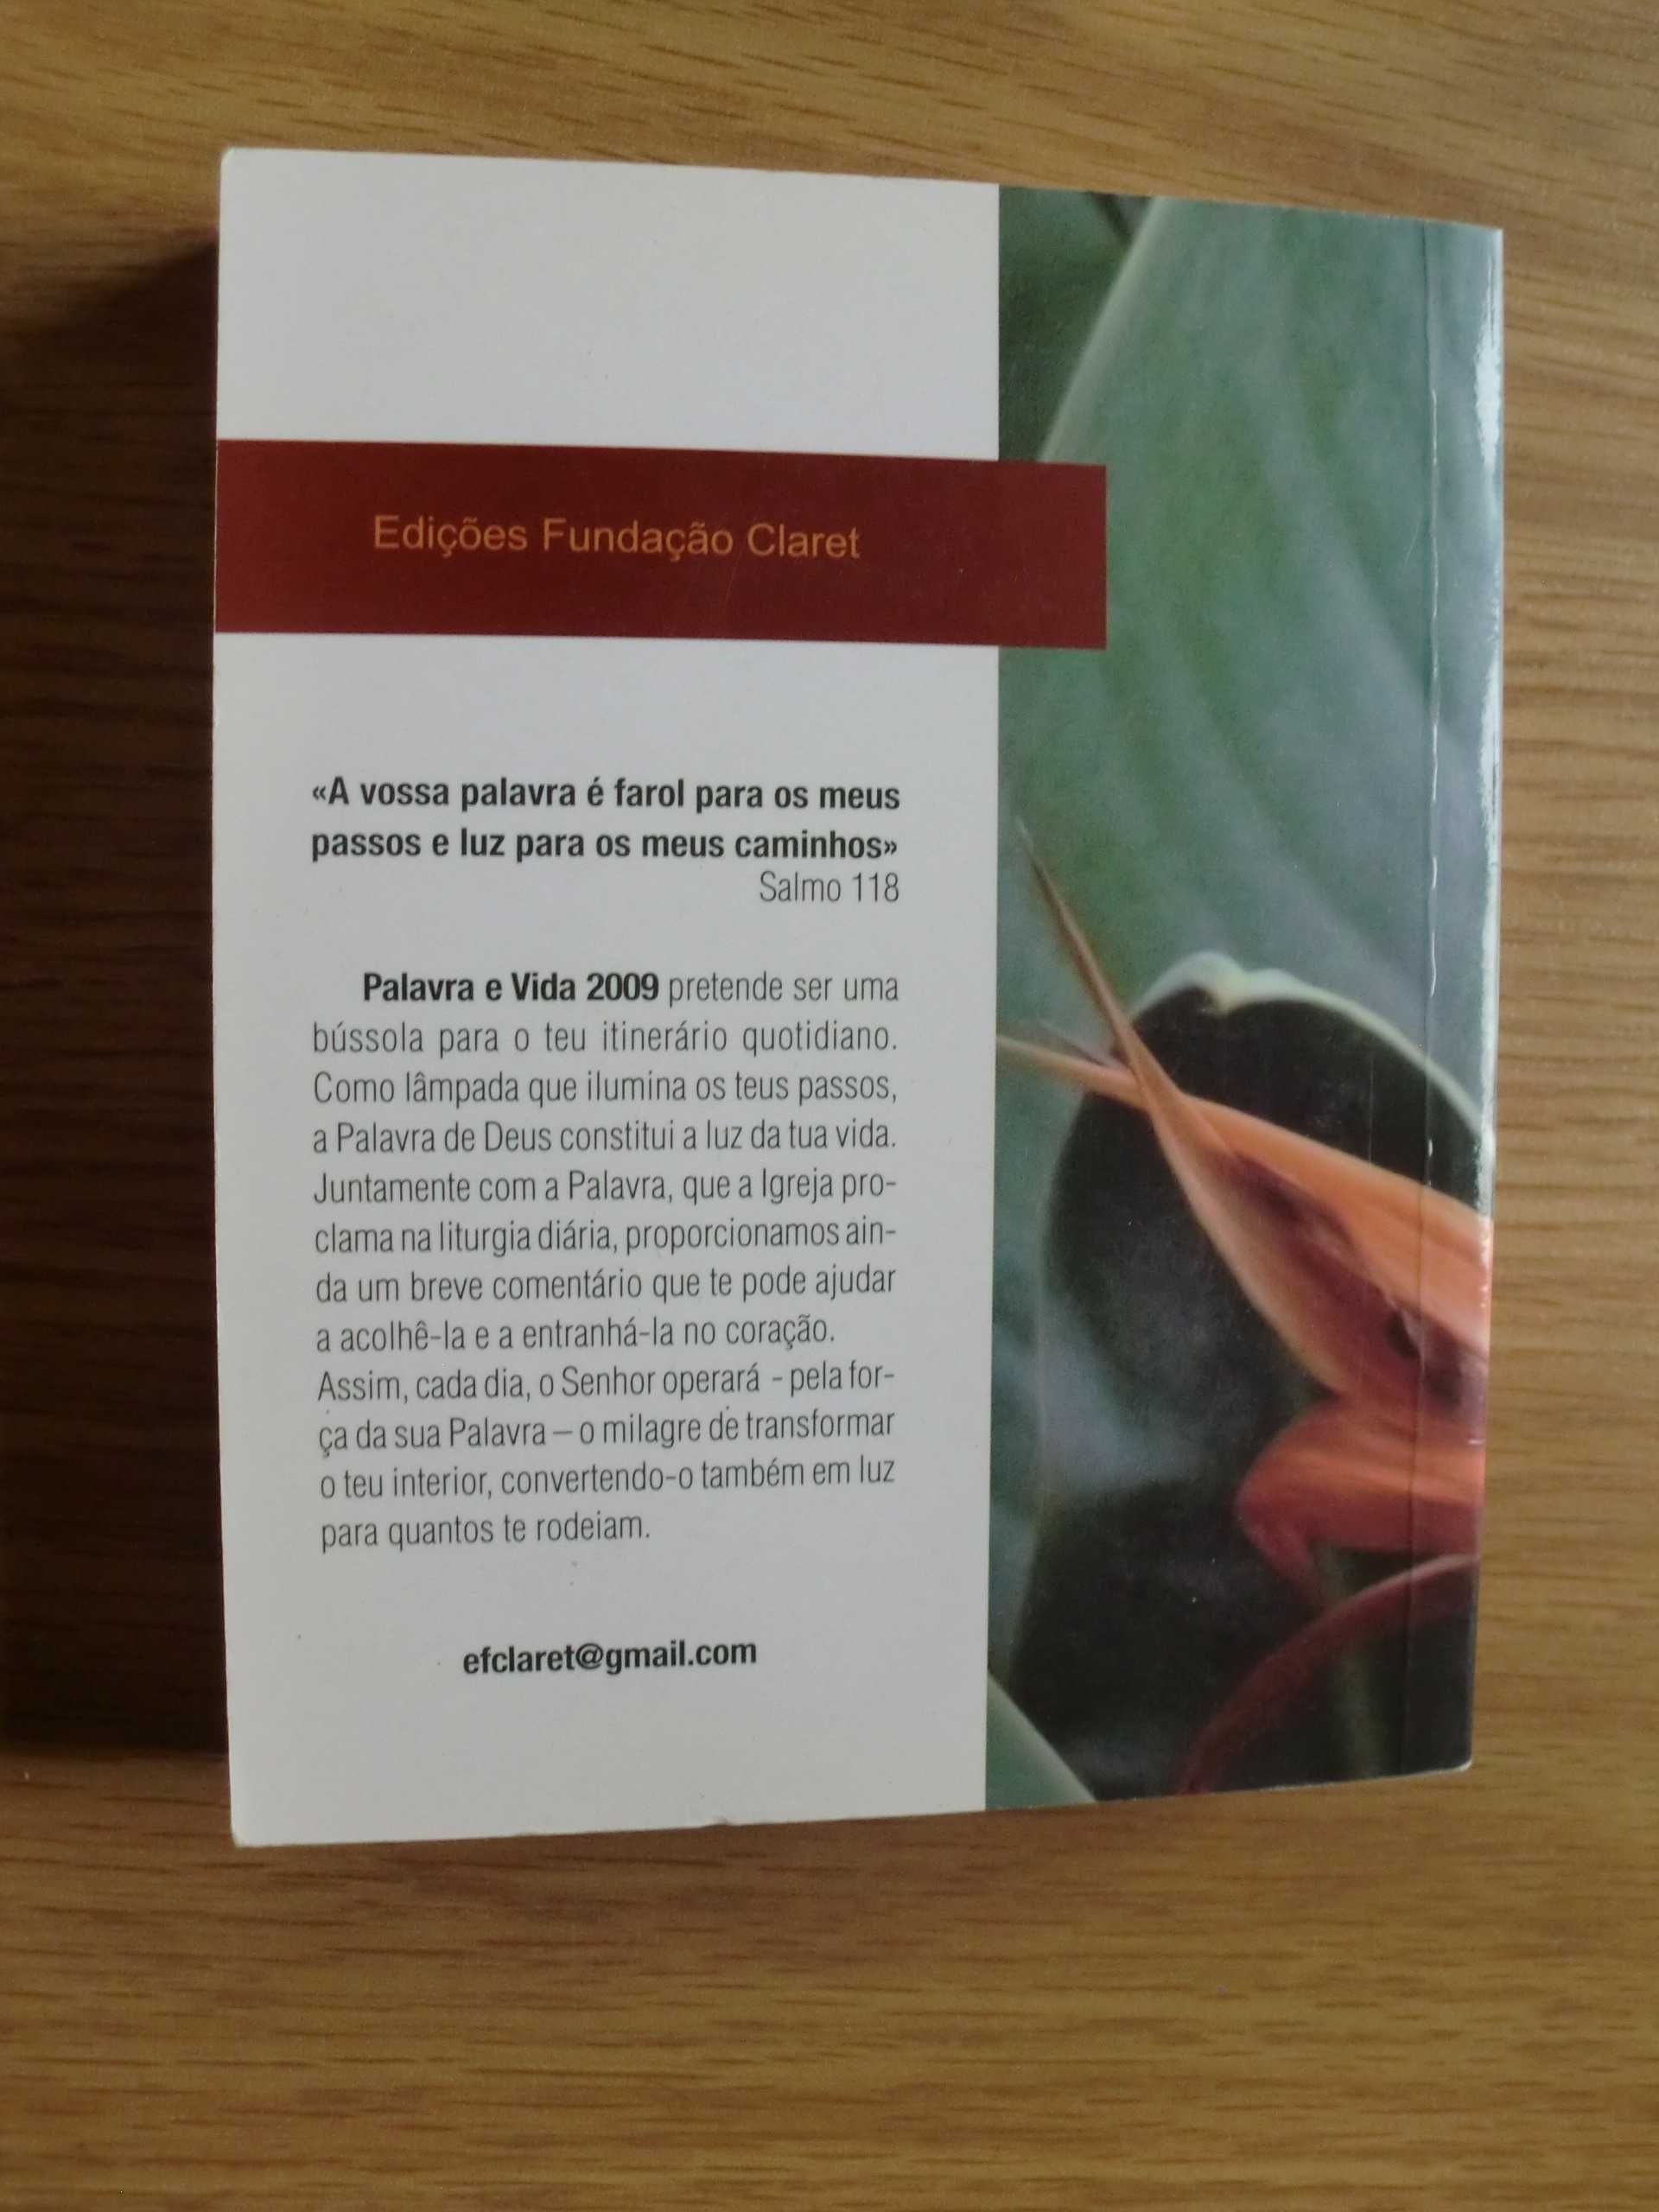 Edições Fundação Claret
«A vossa palavra é farol para os meus
passos e luz para os meus caminhos»
Salmo 118
Palavra e Vida 2009 pretende ser uma
bússola para o teu itinerário quotidiano.
Como lâmpada que ilumina os teus passos,
a Palavra de Deus constitui a luz da tua vida.
Juntamente com a Palavra, que a Igreja pro-
clama na liturgia diária, proporcionamos ain-
da um breve comentário que te pode ajudar
a acolhê-la e a entranhá-la no coração.
Assim, cada dia, o Senhor operará - pela for-
ça da sua Palavra – o milagre de transformar
o teu interior, convertendo-o também em luz
para quantos te rodeiam.
efclaret@gmail.com